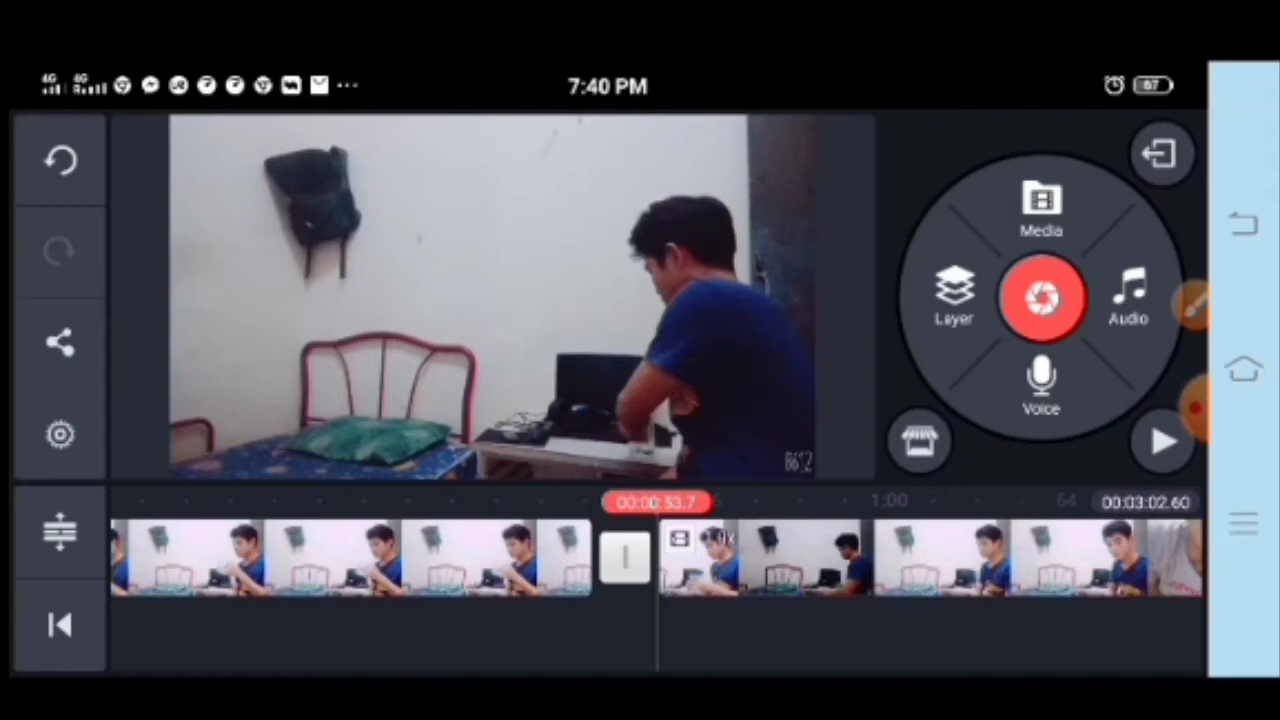 4G 4G 7:40 PM 67
Media
Layer
Audio
Voice
00:00:53.7
1:00
64
00:03:02.60